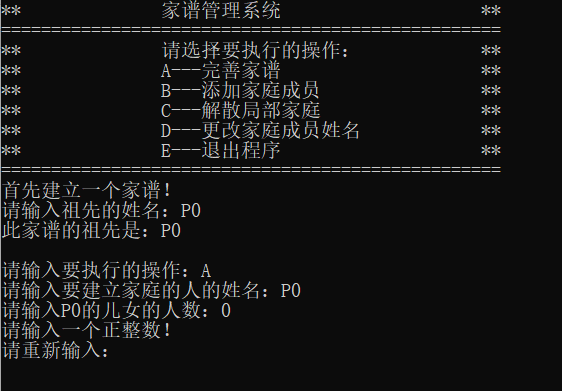 ** 家谱管理系统 **
==================================================
** 请选择要执行的操作： **
** A---完善家谱 **
** B---添加家庭成员 **
** C---解散局部家庭 **
** D---更改家庭成员姓名 **
** E---退出程序 **
==================================================
首先建立一个家谱！
请输入祖先的姓名：P0
此家谱的祖先是：P0
请输入要执行的操作：A
请输入要建立家庭的人的姓名：P0
请输入P0的儿女的人数：0
请输入一个正整数！
请重新输入：